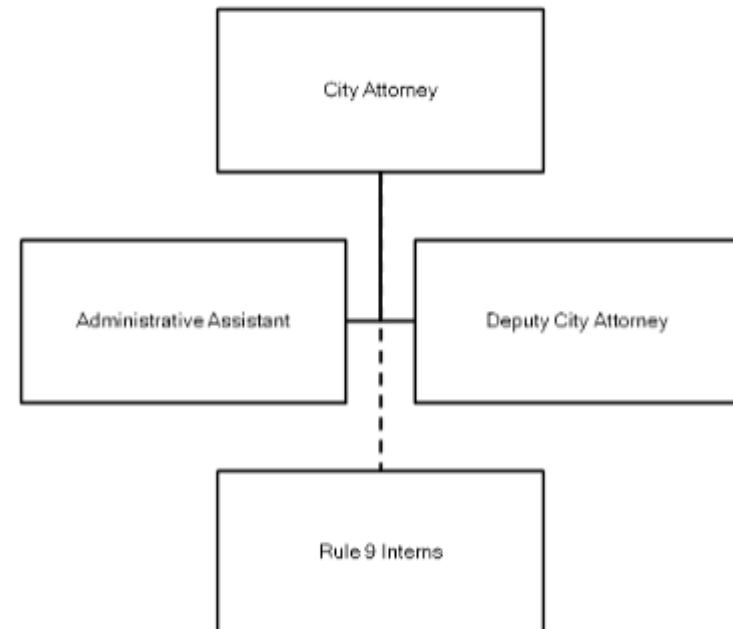 City Attorney
Administrative Assistant
Deputy City Attorney
Rule 9 Interns